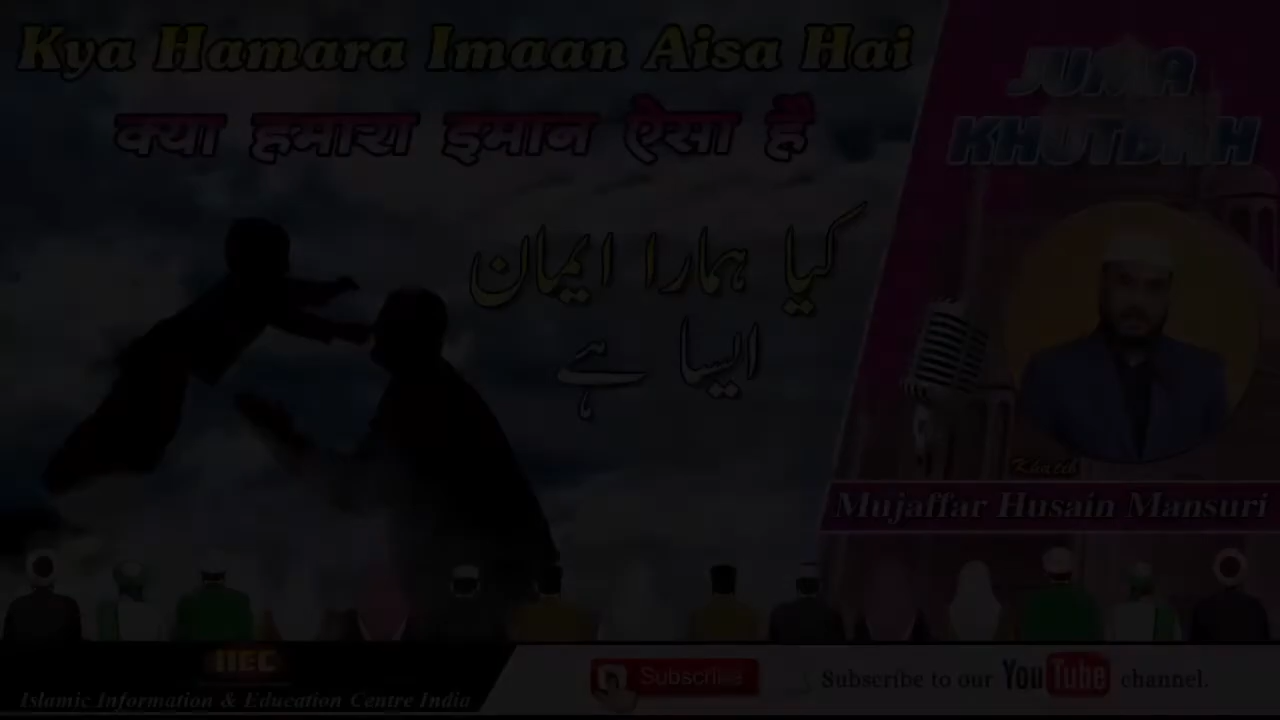 Kya Hamara Imaan Aisa Hai
क्या हमारा इमान ऐसा हैं
کیا ہمارا ایمان
ایسا ہے
JUMA
KHUTBAH
Khatib
Mujaffar Husain Mansuri
IIEC
Islamic Information & Education Centre India
Subscribe
Subscribe to our YouTube channel.